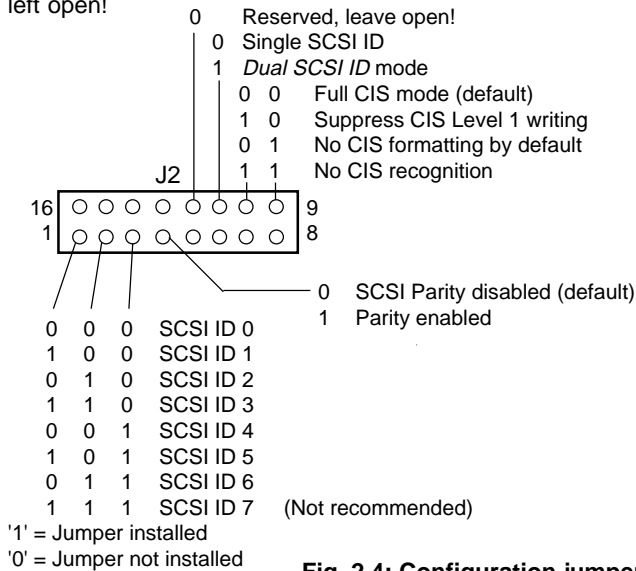 left open!
0 Reserved, leave open!
0 Single SCSI ID
1 Dual SCSI ID mode
0 0 Full CIS mode (default)
1 0 Suppress CIS Level 1 writing
0 1 No CIS formatting by default
1 1 No CIS recognition
J2
16 9
1 8
0 SCSI Parity disabled (default)
1 Parity enabled
0 0 0 SCSI ID 0
1 0 0 SCSI ID 1
0 1 0 SCSI ID 2
1 1 0 SCSI ID 3
0 0 1 SCSI ID 4
1 0 1 SCSI ID 5
0 1 1 SCSI ID 6
1 1 1 SCSI ID 7 (Not recommended)
'1' = Jumper installed
'0' = Jumper not installed
Fig. 2-4: Configuration jumper